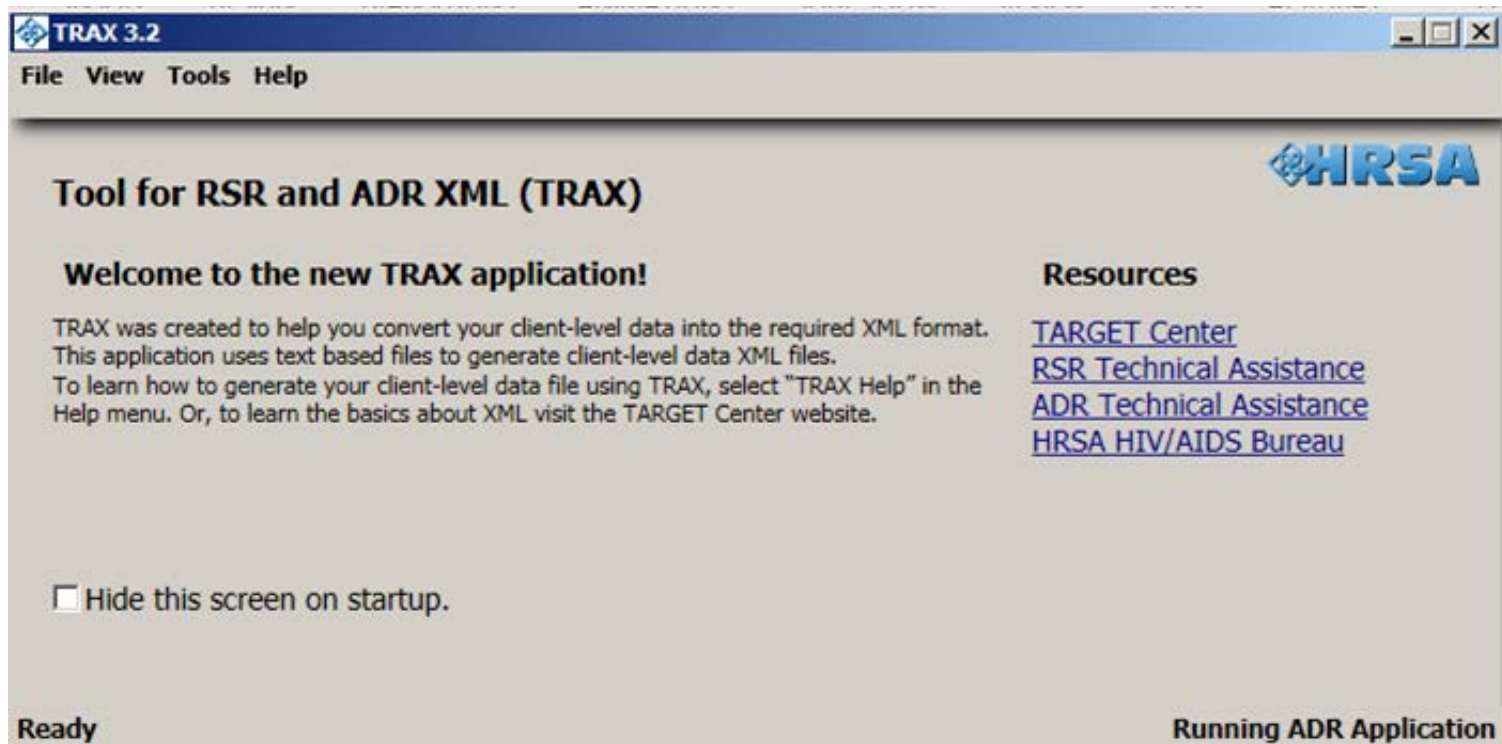 TRAX 3.2
File View Tools Help
HRSA
Tool for RSR and ADR XML (TRAX)
Welcome to the new TRAX application!
TRAX was created to help you convert your client-level data into the required XML format.
This application uses text based files to generate client-level data XML files.
To learn how to generate your client-level data file using TRAX, select "TRAX Help" in the
Help menu. Or, to learn the basics about XML visit the TARGET Center website.
Resources
TARGET Center
RSR Technical Assistance
ADR Technical Assistance
HRSA HIV/AIDS Bureau
Hide this screen on startup.
Ready
Running ADR Application